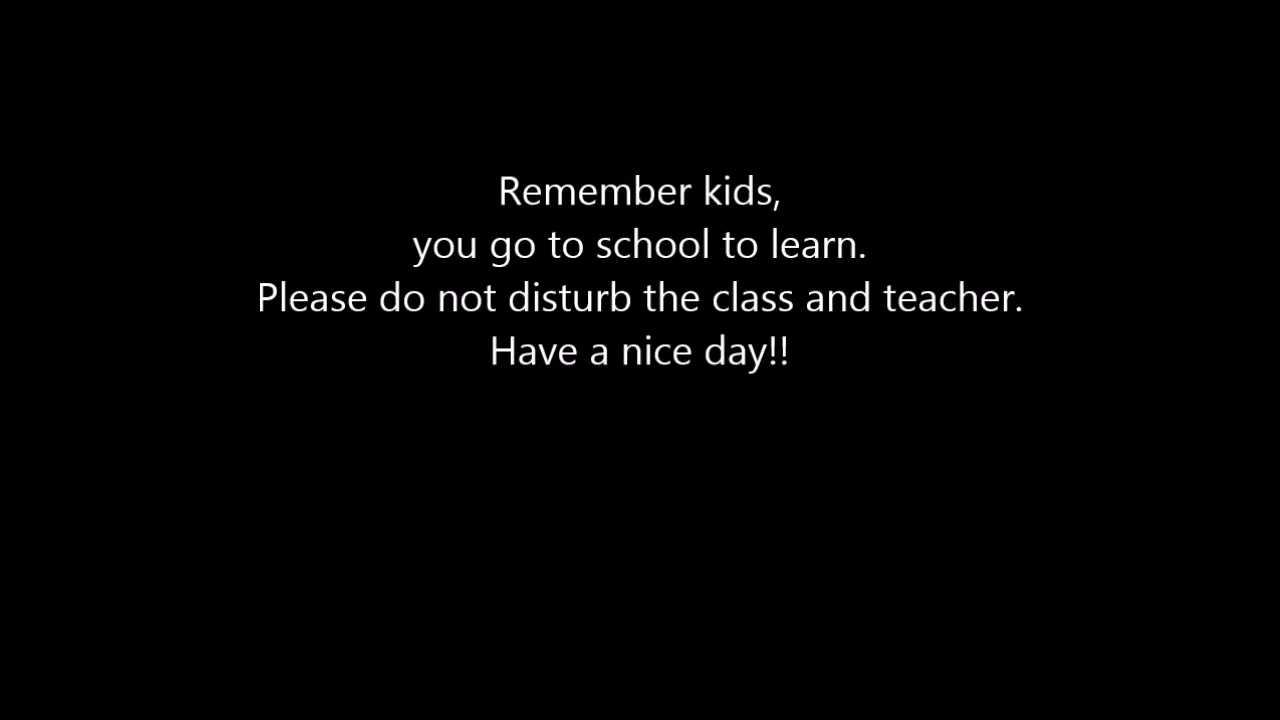 Remember kids,
you go to school to learn.
Please do not disturb the class and teacher.
Have a nice day!!